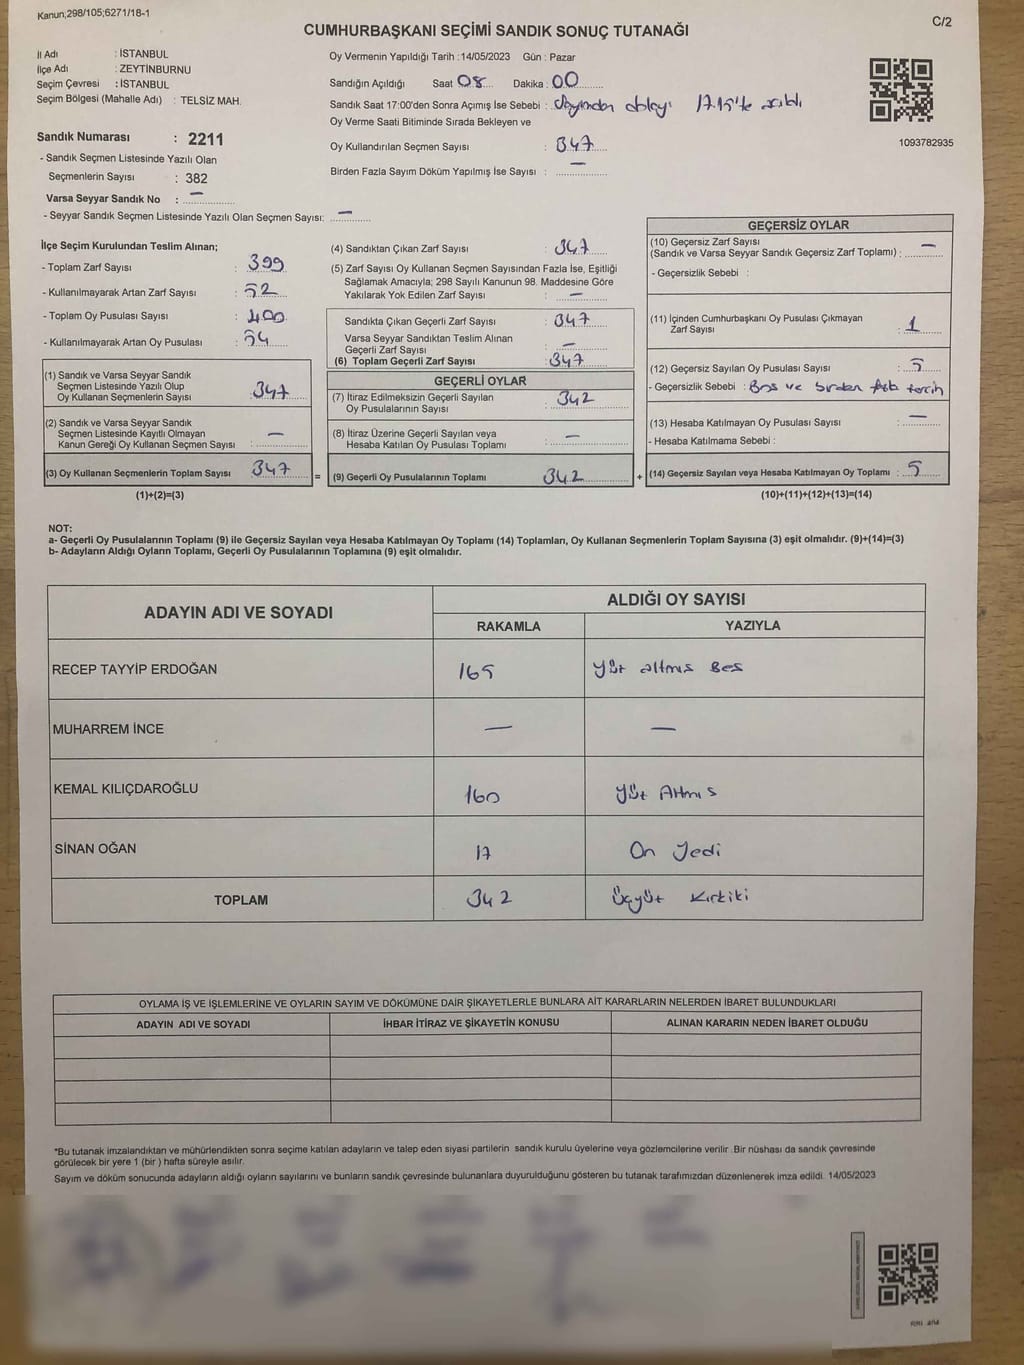 Kanun;298/105;6271/18-1
C/2
CUMHURBAŞKANI SEÇİMİ SANDIK SONUÇ TUTANAĞI
İl Adı : İSTANBUL
İlçe Adı : ZEYTİNBURNU
Seçim Çevresi : İSTANBUL
Seçim Bölgesi (Mahalle Adı) : TELSİZ MAH.
Sandık Numarası : 2211
- Sandık Seçmen Listesinde Yazılı Olan
Seçmenlerin Sayısı : 382
Varsa Seyyar Sandık No : —
- Seyyar Sandık Seçmen Listesinde Yazılı Olan Seçmen Sayısı: —
Oy Vermenin Yapıldığı Tarih :14/05/2023 Gün : Pazar
Sandığın Açıldığı Saat 08 Dakika : 00
Sandık Saat 17:00'den Sonra Açımış İse Sebebi : Sayımdan dolayı 17.15'te açıldı
Oy Verme Saati Bitiminde Sırada Bekleyen ve
Oy Kullandırılan Seçmen Sayısı : 347
Birden Fazla Sayım Döküm Yapılmış İse Sayısı : —
1093782935
İlçe Seçim Kurulundan Teslim Alınan;
- Toplam Zarf Sayısı : 399
- Kullanılmayarak Artan Zarf Sayısı : 52
- Toplam Oy Pusulası Sayısı : 400
- Kullanılmayarak Artan Oy Pusulası : 54
(1) Sandık ve Varsa Seyyar Sandık
Seçmen Listesinde Yazılı Olup
Oy Kullanan Seçmenlerin Sayısı : 347
(2) Sandık ve Varsa Seyyar Sandık
Seçmen Listesinde Kayıtlı Olmayan
Kanun Gereği Oy Kullanan Seçmen Sayısı : —
(3) Oy Kullanan Seçmenlerin Toplam Sayısı : 347 =
(1)+(2)=(3)
(4) Sandıktan Çıkan Zarf Sayısı : 347
(5) Zarf Sayısı Oy Kullanan Seçmen Sayısından Fazla İse, Eşitliği
Sağlamak Amacıyla; 298 Sayılı Kanunun 98. Maddesine Göre
Yakılarak Yok Edilen Zarf Sayısı : —
Sandıkta Çıkan Geçerli Zarf Sayısı : 347
Varsa Seyyar Sandıktan Teslim Alınan
Geçerli Zarf Sayısı : —
(6) Toplam Geçerli Zarf Sayısı : 347
GEÇERLİ OYLAR
(7) İtiraz Edilmeksizin Geçerli Sayılan
Oy Pusulalarının Sayısı : 342
(8) İtiraz Üzerine Geçerli Sayılan veya
Hesaba Katılan Oy Pusulası Toplamı : —
(9) Geçerli Oy Pusulalarının Toplamı : 342 +
GEÇERSİZ OYLAR
(10) Geçersiz Zarf Sayısı
(Sandık ve Varsa Seyyar Sandık Geçersiz Zarf Toplamı) : —
- Geçersizlik Sebebi :
(11) İçinden Cumhurbaşkanı Oy Pusulası Çıkmayan
Zarf Sayısı : 1
(12) Geçersiz Sayılan Oy Pusulası Sayısı : 5
- Geçersizlik Sebebi : Boş ve birden fazla tercih
(13) Hesaba Katılmayan Oy Pusulası Sayısı : —
- Hesaba Katılmama Sebebi :
(14) Geçersiz Sayılan veya Hesaba Katılmayan Oy Toplamı : 5
(10)+(11)+(12)+(13)=(14)
NOT:
a- Geçerli Oy Pusulalarının Toplamı (9) ile Geçersiz Sayılan veya Hesaba Katılmayan Oy Toplamı (14) Toplamları, Oy Kullanan Seçmenlerin Toplam Sayısına (3) eşit olmalıdır. (9)+(14)=(3)
b- Adayların Aldığı Oyların Toplamı, Geçerli Oy Pusulalarının Toplamına (9) eşit olmalıdır.
ADAYIN ADI VE SOYADI
ALDIĞI OY SAYISI
RAKAMLA YAZIYLA
RECEP TAYYİP ERDOĞAN 165 Yüz altmış Beş
MUHARREM İNCE — —
KEMAL KILIÇDAROĞLU 160 Yüz Altmış
SİNAN OĞAN 17 On Yedi
TOPLAM 342 Üçyüz Kırkiki
OYLAMA İŞ VE İŞLEMLERİNE VE OYLARIN SAYIM VE DÖKÜMÜNE DAİR ŞİKAYETLERLE BUNLARA AİT KARARLARIN NELERDEN İBARET BULUNDUKLARI
ADAYIN ADI VE SOYADI İHBAR İTİRAZ VE ŞİKAYETİN KONUSU ALINAN KARARIN NEDEN İBARET OLDUĞU
*Bu tutanak imzalandıktan ve mühürlendikten sonra seçime katılan adayların ve talep eden siyasi partilerin sandık kurulu üyelerine veya gözlemcilerine verilir .Bir nüshası da sandık çevresinde
görülecek bir yere 1 (bir ) hafta süreyle asılır.
Sayım ve döküm sonucunda adayların aldığı oyların sayılarını ve bunların sandık çevresinde bulunanlara duyurulduğunu gösteren bu tutanak tarafımızdan düzenlenerek imza edildi. 14/05/2023